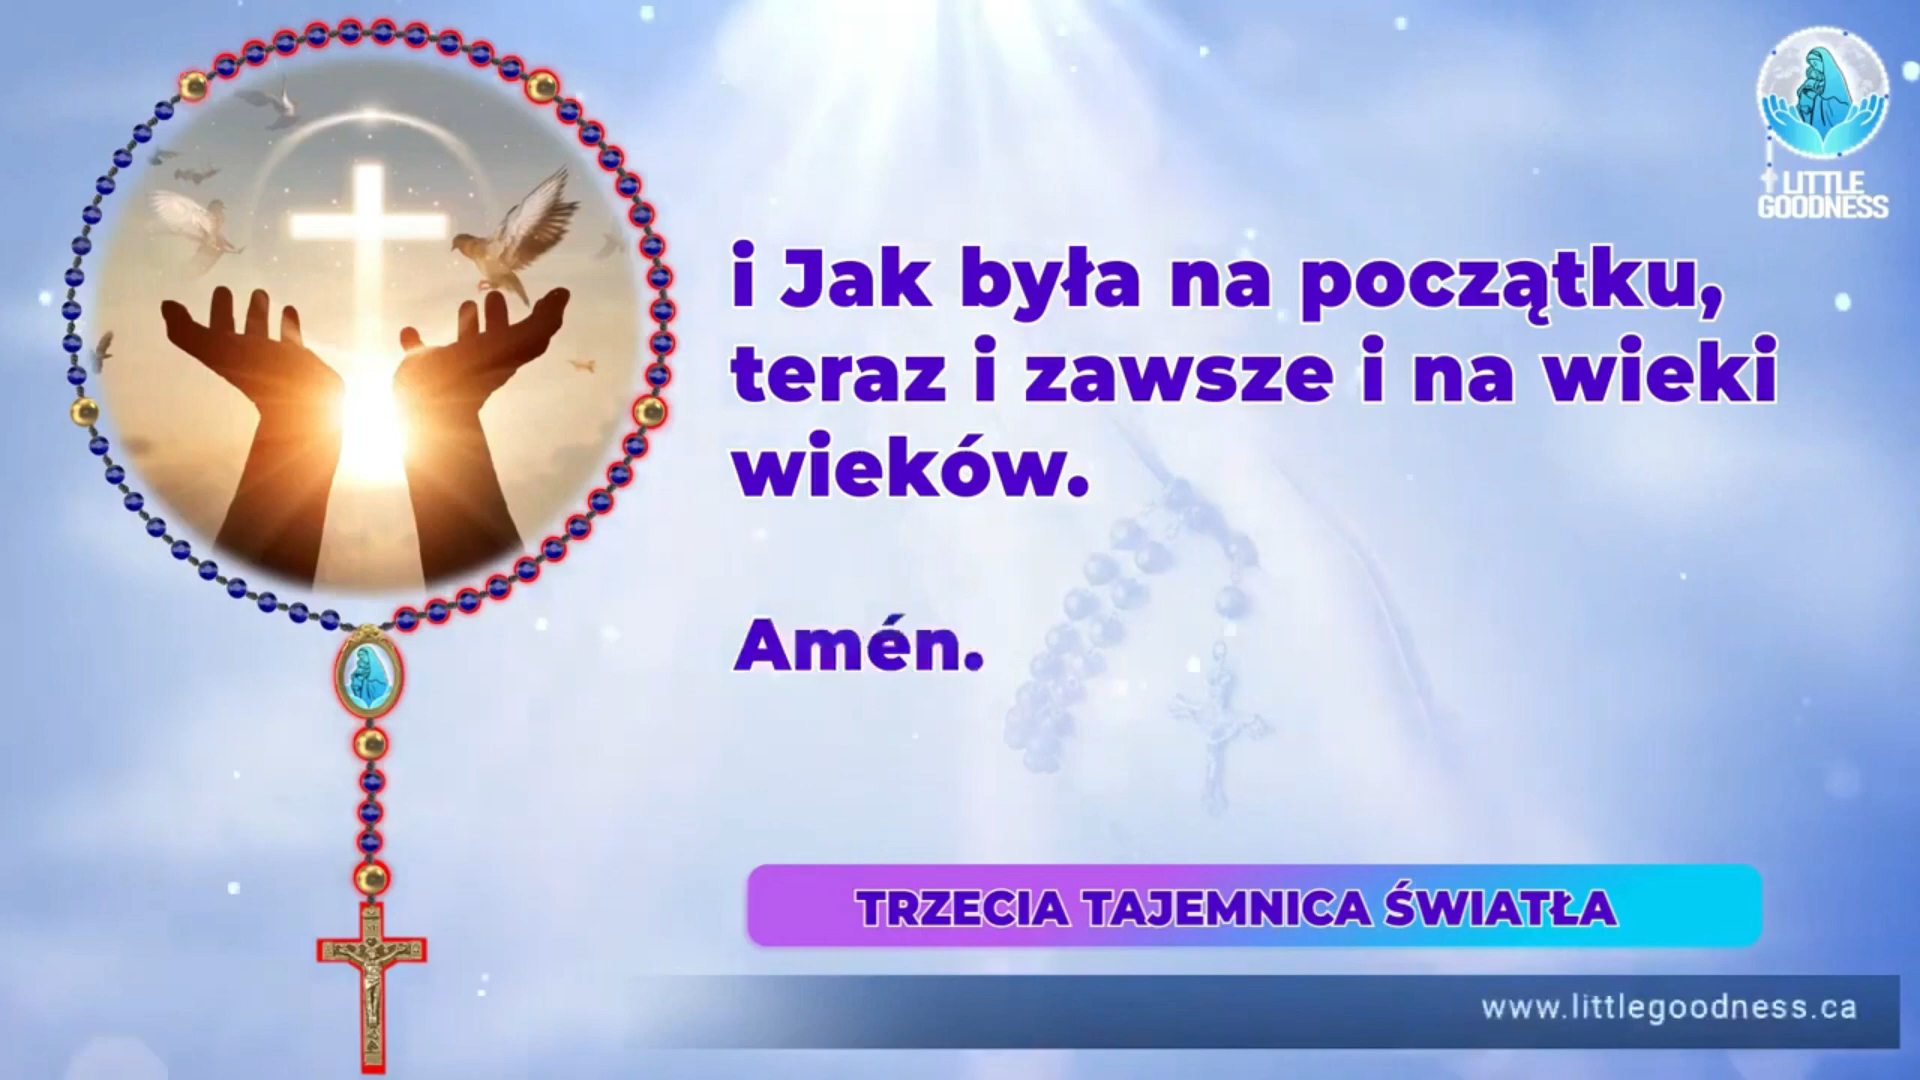 LITTLE
GOODNESS
i Jak była na początku,
teraz i zawsze i na wieki
wieków.
Amén.
TRZECIA TAJEMNICA ŚWIATŁA
www.littlegoodness.ca